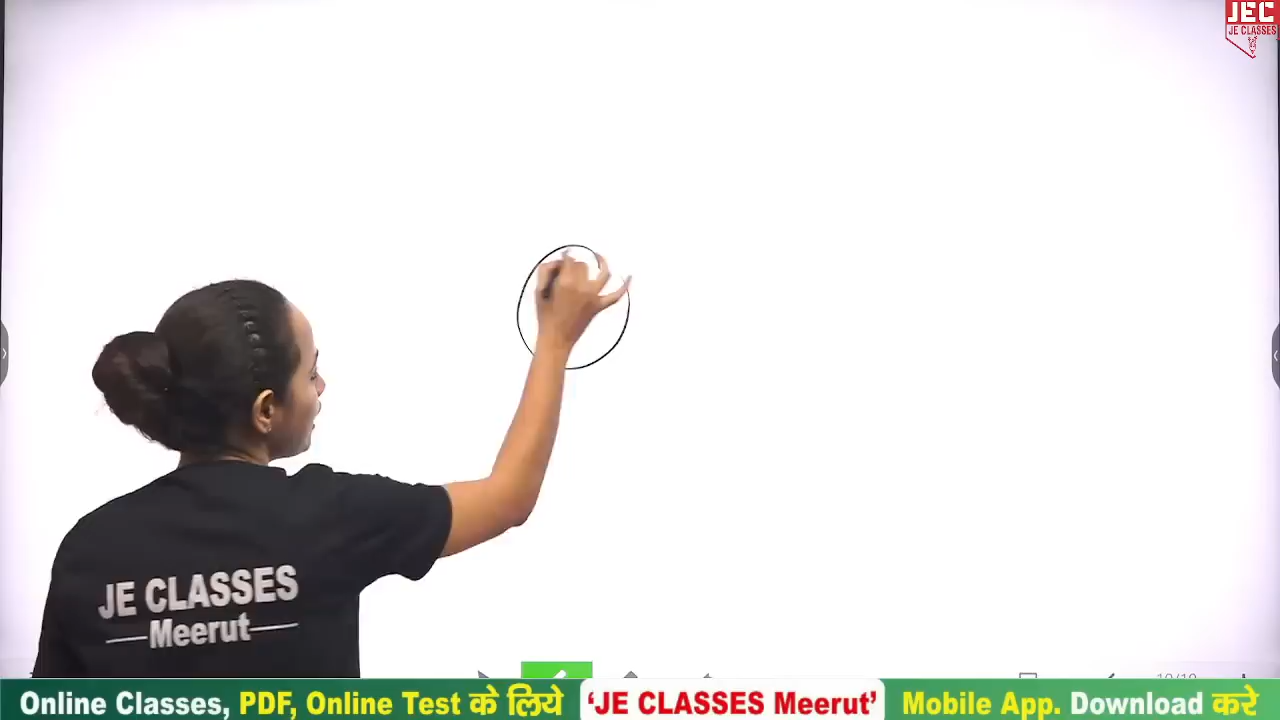 JEC
JE CLASSES
JE CLASSES
Meerut
Online Classes, PDF, Online Test के लिये 'JE CLASSES Meerut' Mobile App. Download करे